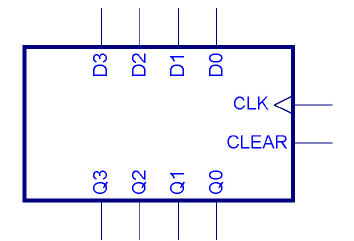 D3 D2 D1 D0
CLK
CLEAR
Q3 Q2 Q1 Q0